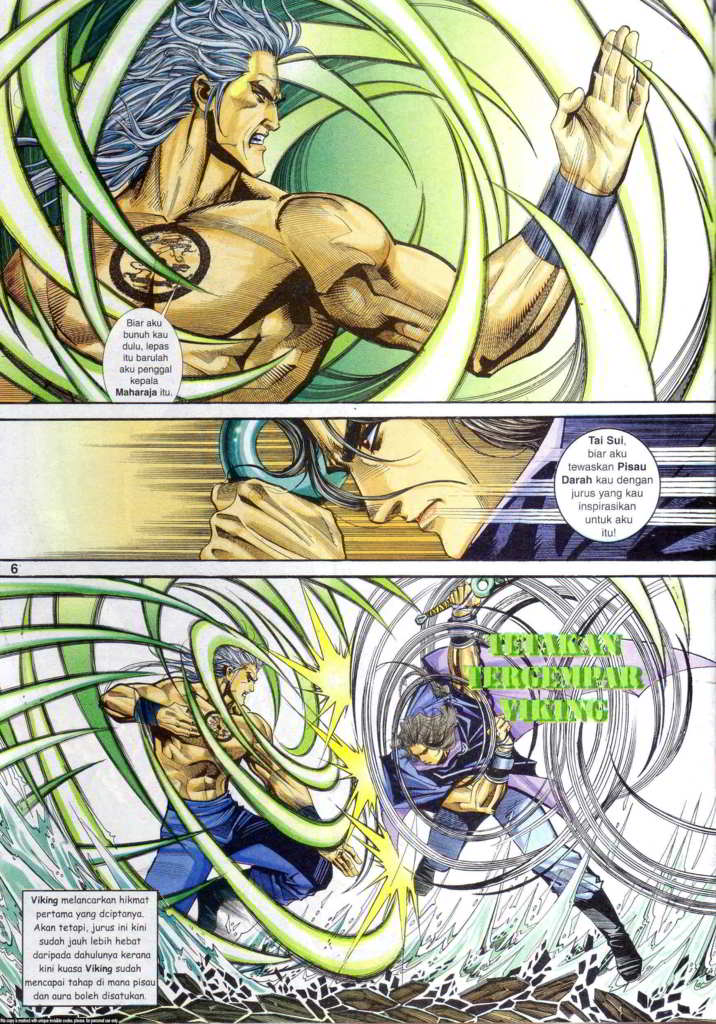 Biar aku
bunuh kau
dulu, lepas
itu barulah
aku penggal
kepala
Maharaja itu.
Tai Sui,
biar aku
tewaskan Pisau
Darah kau dengan
jurus yang kau
inspirasikan
untuk aku
itu!
6
TETAKAN
TERGEMPAR
VIKING
Viking melancarkan hikmat
pertama yang dciptanya.
Akan tetapi, jurus ini kini
sudah jauh lebih hebat
daripada dahulunya kerana
kini kuasa Viking sudah
mencapai tahap di mana pisau
dan aura boleh disatukan.